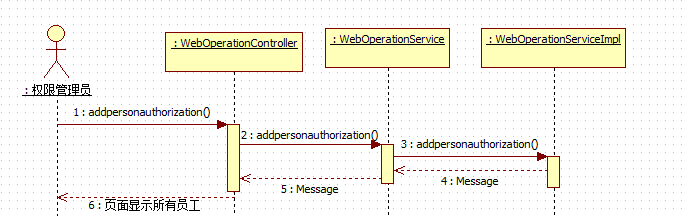 : WebOperationController
: WebOperationService
: WebOperationServiceImpl
: 权限管理员
1 : addpersonauthorization()
2 : addpersonauthorization()
3 : addpersonauthorization()
4 : Message
5 : Message
6 : 页面显示所有员工